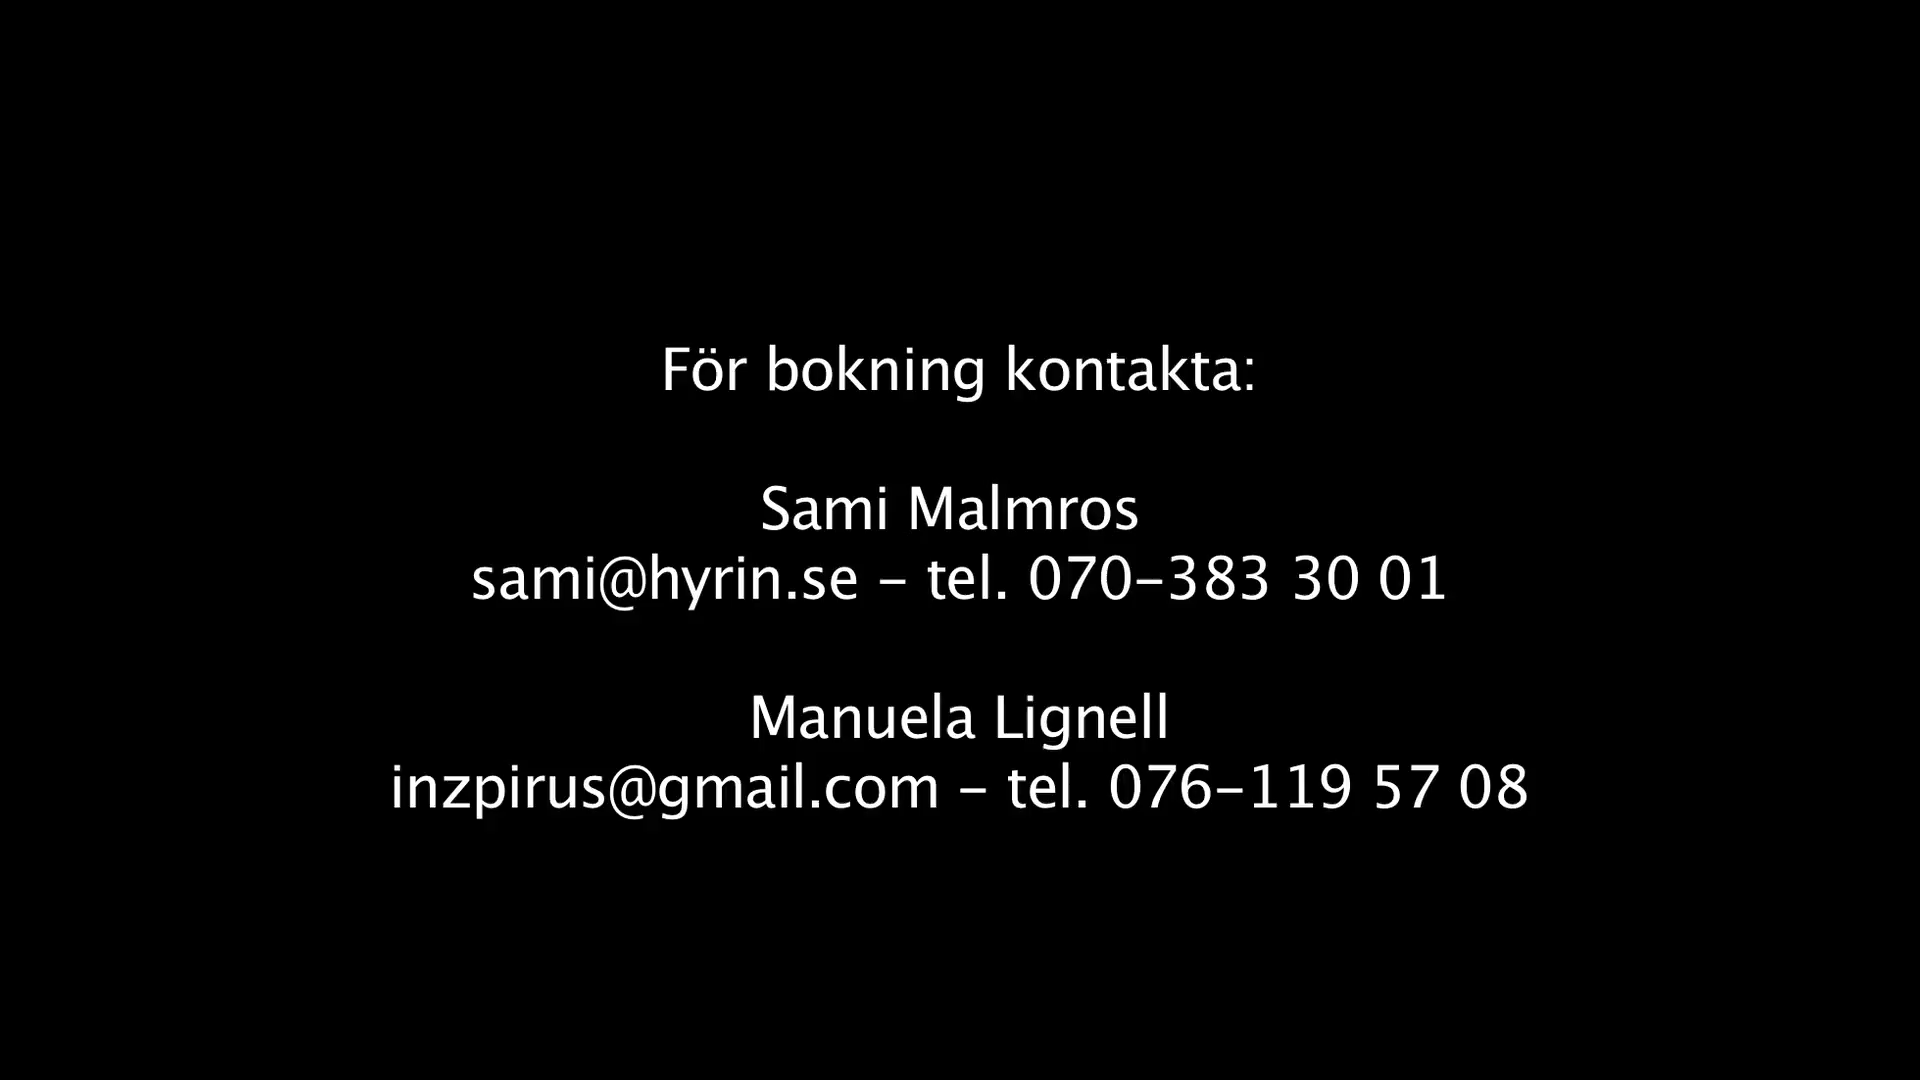 För bokning kontakta:
Sami Malmros
sami@hyrin.se - tel. 070-383 30 01
Manuela Lignell
inzpirus@gmail.com - tel. 076-119 57 08